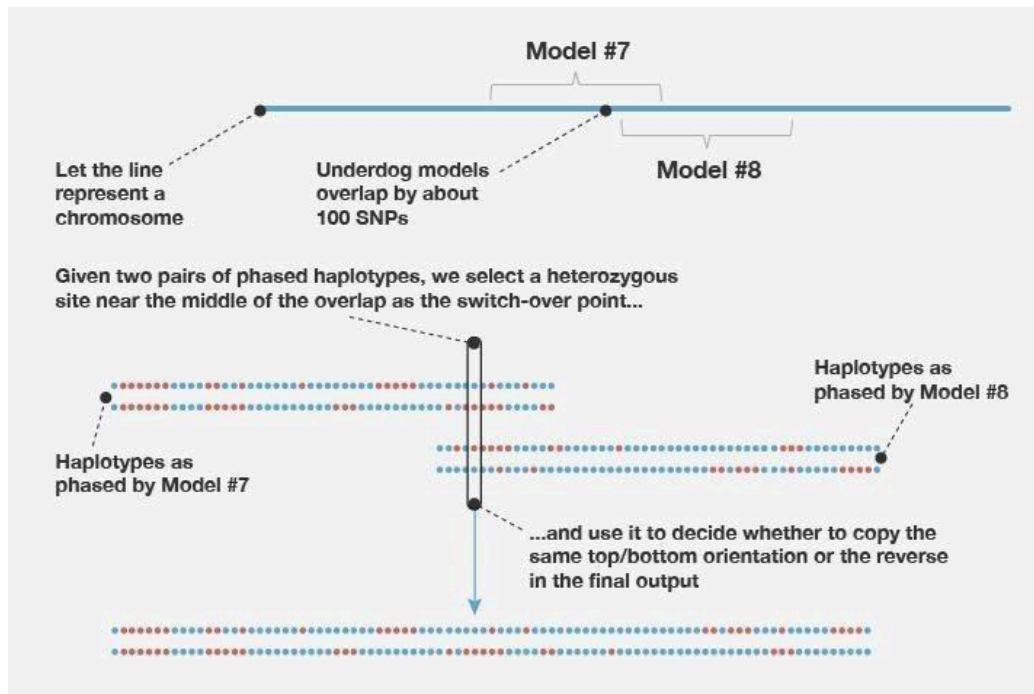 Model #7
Let the line
represent a
chromosome
Underdog models
overlap by about
100 SNPs
Model #8
Given two pairs of phased haplotypes, we select a heterozygous
site near the middle of the overlap as the switch-over point...
Haplotypes as
phased by Model #8
Haplotypes as
phased by Model #7
...and use it to decide whether to copy the
same top/bottom orientation or the reverse
in the final output